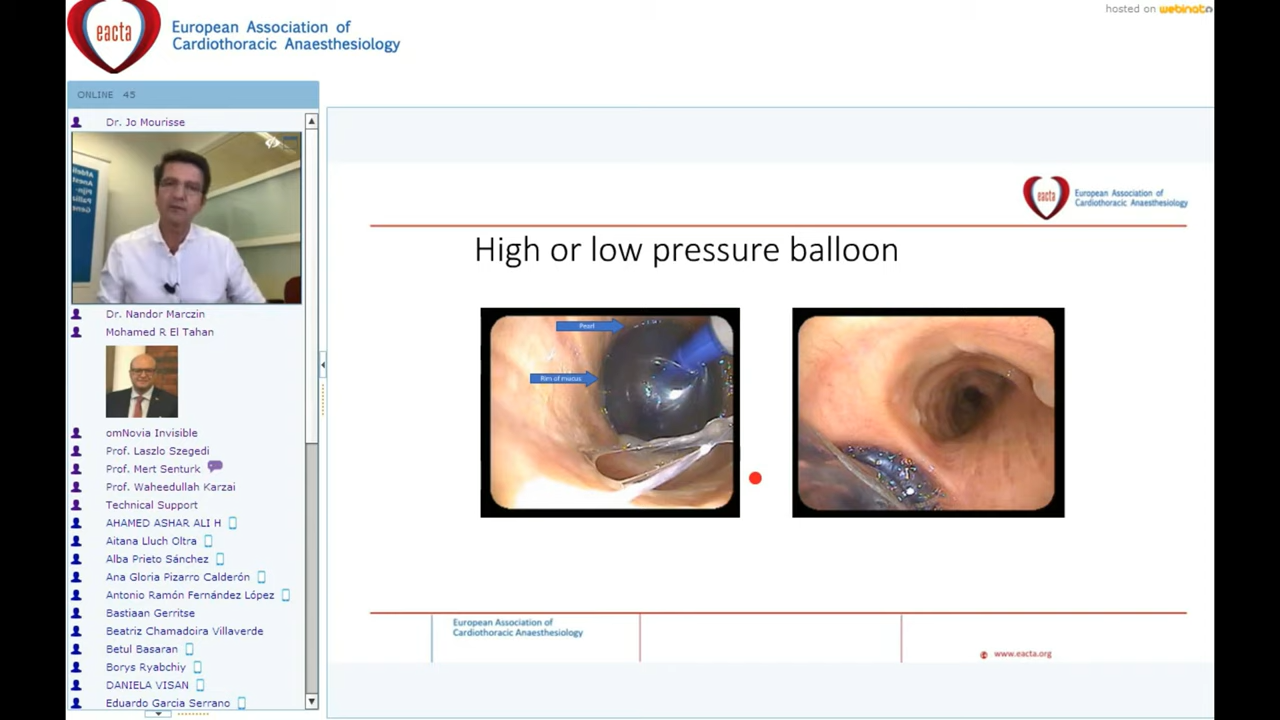 hosted on webinato
eacta
European Association of
Cardiothoracic Anaesthesiology
ONLINE 45
Dr. Jo Mourisse
Dr. Nandor Marczin
Mohamed R El Tahan
omNovia Invisible
Prof. Laszlo Szegedi
Prof. Mert Senturk
Prof. Waheedullah Karzai
Technical Support
AHAMED ASHAR ALI H
Aitana Lluch Oltra
Alba Prieto Sánchez
Ana Gloria Pizarro Calderón
Antonio Ramón Fernández López
Bastiaan Gerritse
Beatriz Chamadoira Villaverde
Betul Basaran
Borys Ryabchiy
DANIELA VISAN
Eduardo Garcia Serrano
eacta
European Association of
Cardiothoracic Anaesthesiology
High or low pressure balloon
Pearl
Rim of mucus
European Association of
Cardiothoracic Anaesthesiology
www.eacta.org